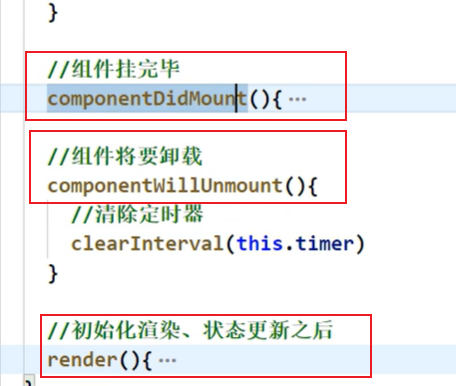 }
//组件挂完毕
componentDidMount(){ ···
//组件将要卸载
componentWillUnmount(){
//清除定时器
clearInterval(this.timer)
}
//初始化渲染、状态更新之后
render(){ ···
}